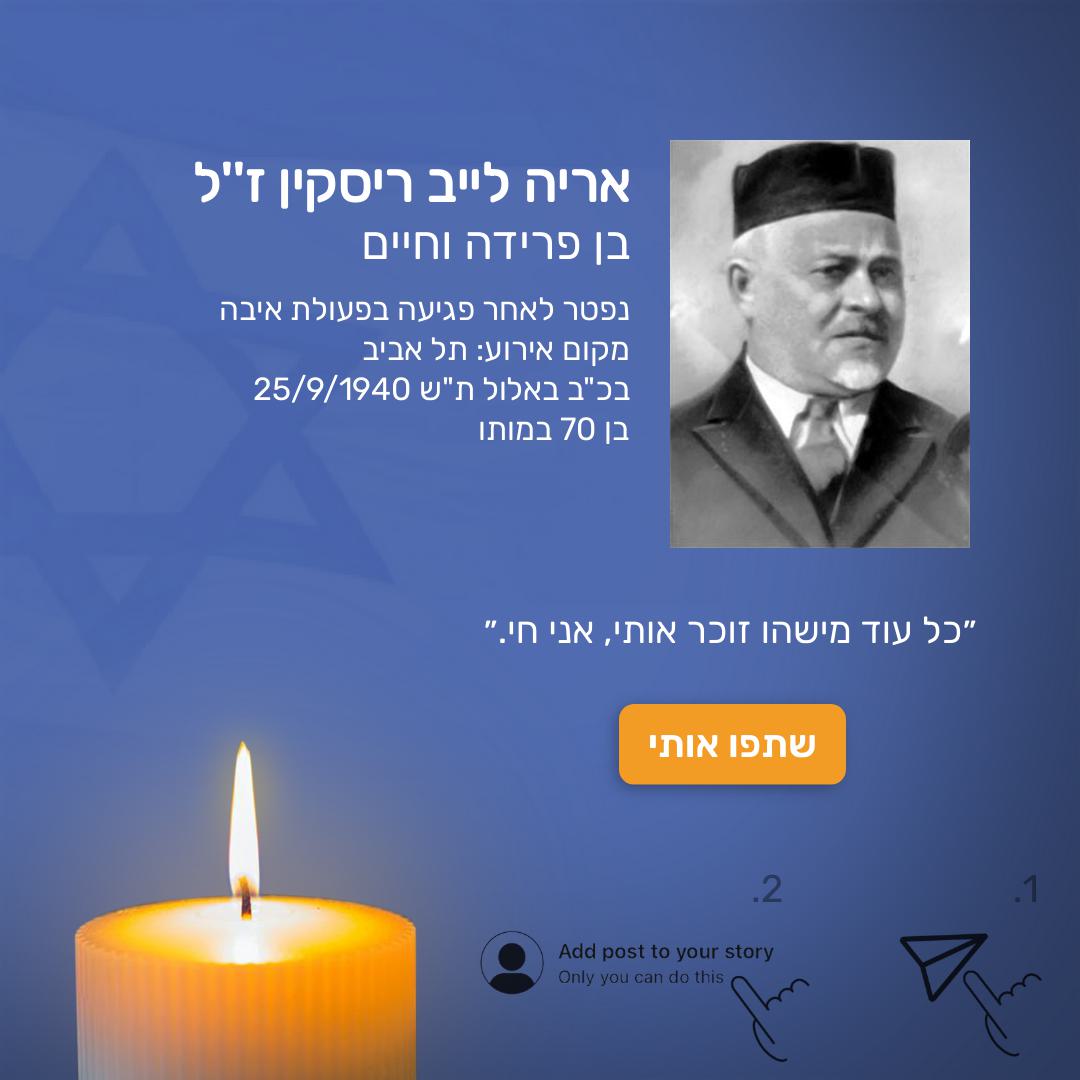 אריה לייב ריסקין ז"ל
בן פרידה וחיים
נפטר לאחר פגיעה בפעולת איבה
מקום אירוע: תל אביב
בכ"ב באלול ת"ש 25/9/1940
בן 70 במותו
״כל עוד מישהו זוכר אותי, אני חי.״
שתפו אותי
1.
2.
Add post to your story
Only you can do this